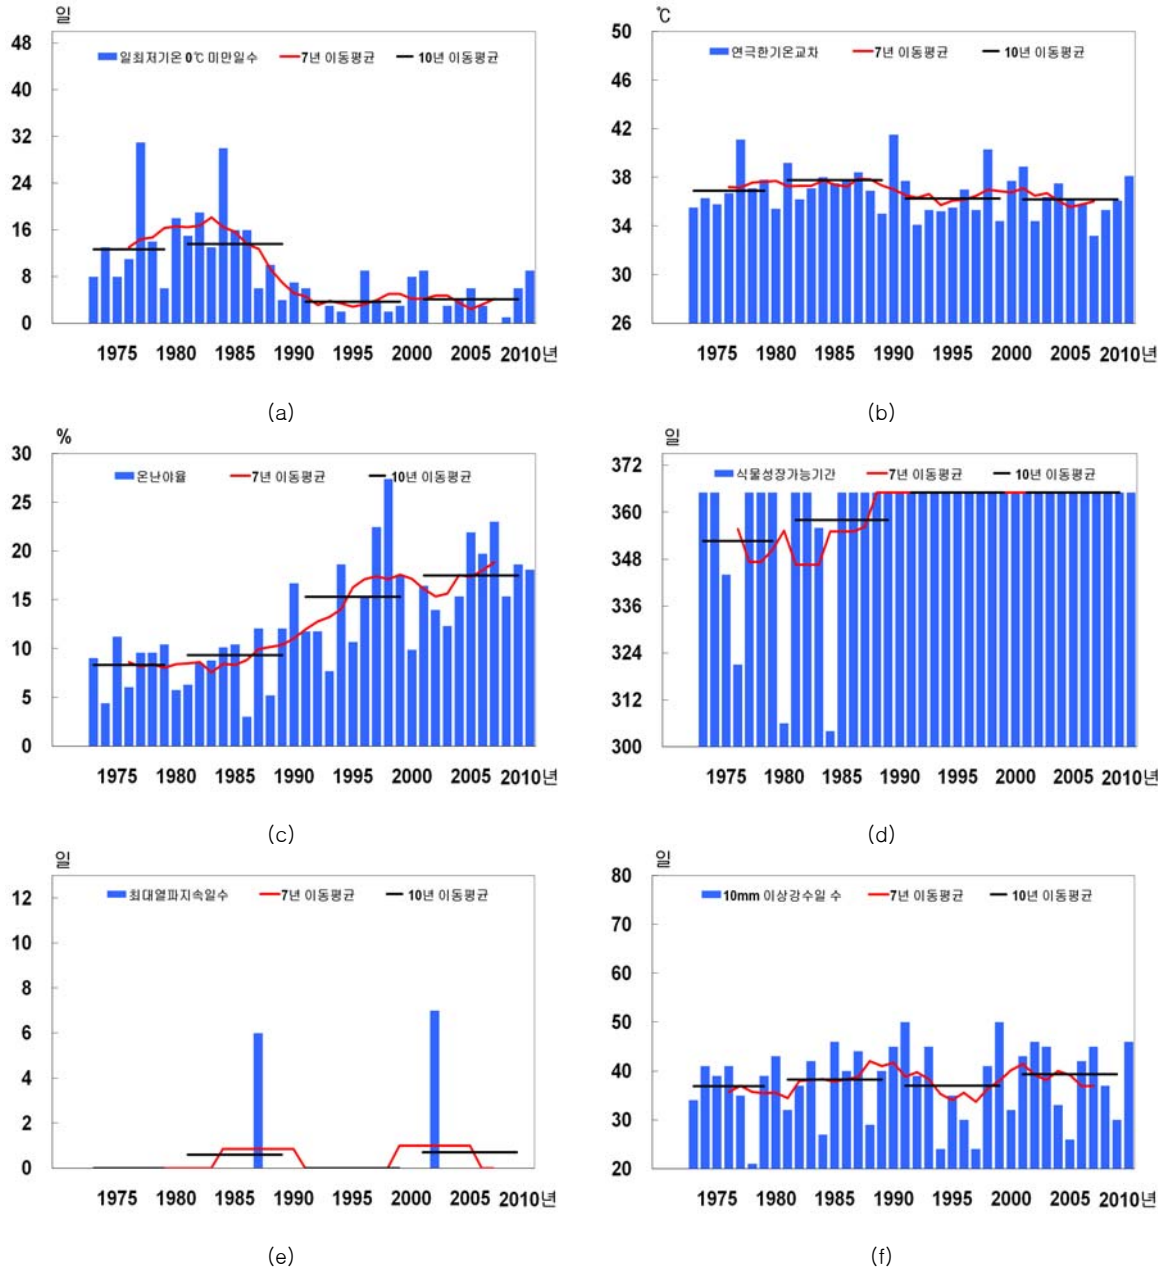 일
48
40
32
24
16
8
0
일최저기온 0℃ 미만일수 7년 이동평균 10년 이동평균
1975 1980 1985 1990 1995 2000 2005 2010년
(a)
℃
50
46
42
38
34
30
26
연극한기온교차 7년 이동평균 10년 이동평균
1975 1980 1985 1990 1995 2000 2005 2010년
(b)
%
30
25
20
15
10
5
0
온난야율 7년 이동평균 10년 이동평균
1975 1980 1985 1990 1995 2000 2005 2010년
(c)
일
372
360
348
336
324
312
300
식물성장가능기간 7년 이동평균 10년 이동평균
1975 1980 1985 1990 1995 2000 2005 2010년
(d)
일
12
10
8
6
4
2
0
최대열파지속일수 7년 이동평균 10년 이동평균
1975 1980 1985 1990 1995 2000 2005 2010년
(e)
일
80
70
60
50
40
30
20
10mm 이상강수일 수 7년 이동평균 10년 이동평균
1975 1980 1985 1990 1995 2000 2005 2010년
(f)